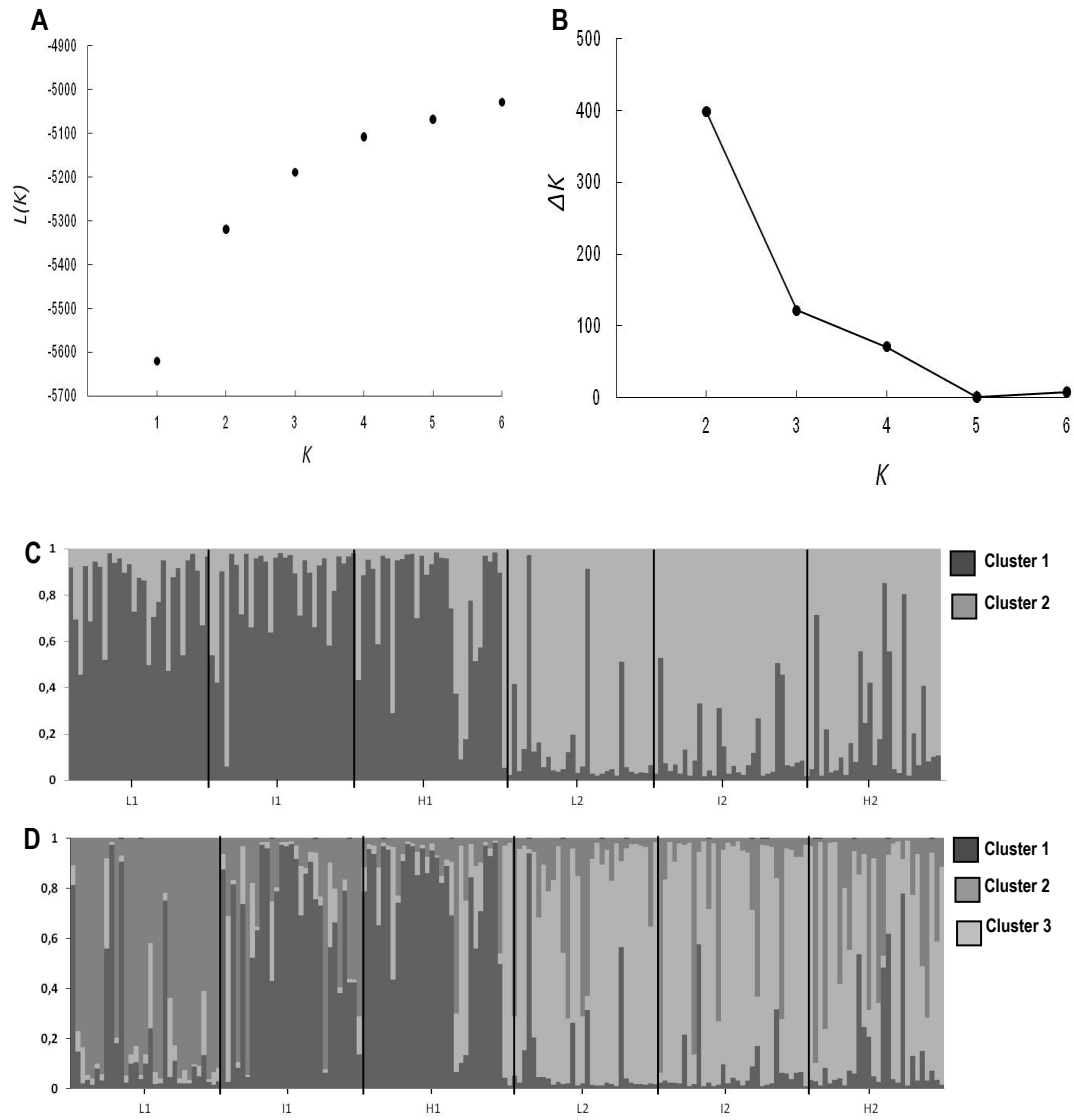 A
-4900
-5000
-5100
-5200
-5300
-5400
-5500
-5600
-5700
L(K)
1 2 3 4 5 6
K
B
500
400
300
200
100
0
ΔK
2 3 4 5 6
K
C
1
0,8
0,6
0,4
0,2
0
L1 I1 H1 L2 I2 H2
Cluster 1
Cluster 2
D
1
0,8
0,6
0,4
0,2
0
L1 I1 H1 L2 I2 H2
Cluster 1
Cluster 2
Cluster 3